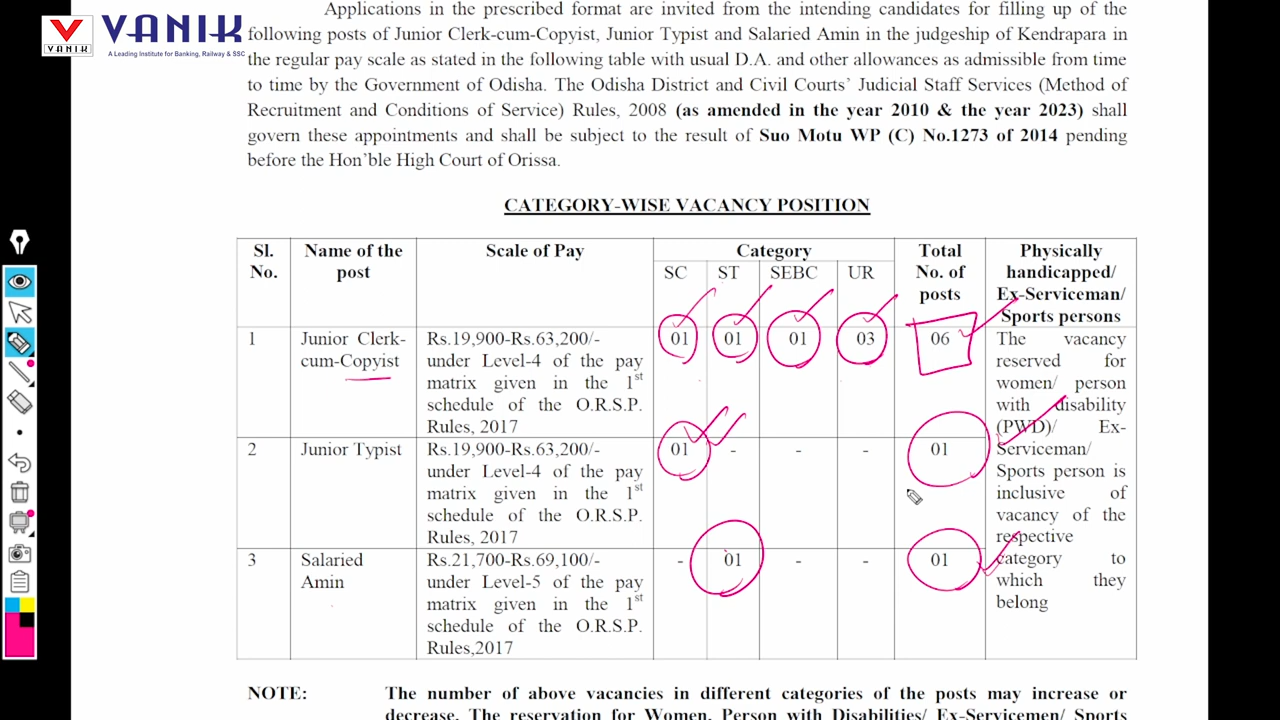 VANIK
VANIK
A Leading Institute for Banking, Railway & SSC
Applications in the prescribed format are invited from the intending candidates for filling up of the
following posts of Junior Clerk-cum-Copyist, Junior Typist and Salaried Amin in the judgeship of Kendrapara in
the regular pay scale as stated in the following table with usual D.A. and other allowances as admissible from time
to time by the Government of Odisha. The Odisha District and Civil Courts' Judicial Staff Services (Method of
Recruitment and Conditions of Service) Rules, 2008 (as amended in the year 2010 & the year 2023) shall
govern these appointments and shall be subject to the result of Suo Motu WP (C) No.1273 of 2014 pending
before the Hon'ble High Court of Orissa.
CATEGORY-WISE VACANCY POSITION
Sl.
No.
Name of the
post
Scale of Pay
Category
SC
ST
SEBC
UR
Total
No. of
posts
Physically
handicapped/
Ex-Serviceman/
Sports persons
1
Junior Clerk-
cum-Copyist
Rs.19,900-Rs.63,200/-
under Level-4 of the pay
matrix given in the 1st
schedule of the O.R.S.P.
Rules, 2017
01
01
01
03
06
The vacancy
reserved for
women/ person
with disability
(PWD)/ Ex-
Serviceman/
Sports person is
inclusive of
vacancy of the
respective
category to
which they
belong
2
Junior Typist
Rs.19,900-Rs.63,200/-
under Level-4 of the pay
matrix given in the 1st
schedule of the O.R.S.P.
Rules, 2017
01
-
-
-
01
3
Salaried
Amin
Rs.21,700-Rs.69,100/-
under Level-5 of the pay
matrix given in the 1st
schedule of the O.R.S.P.
Rules,2017
-
01
-
-
01
NOTE: The number of above vacancies in different categories of the posts may increase or
decrease. The reservation for Women, Person with Disabilities/ Ex-Servicemen/ Sports